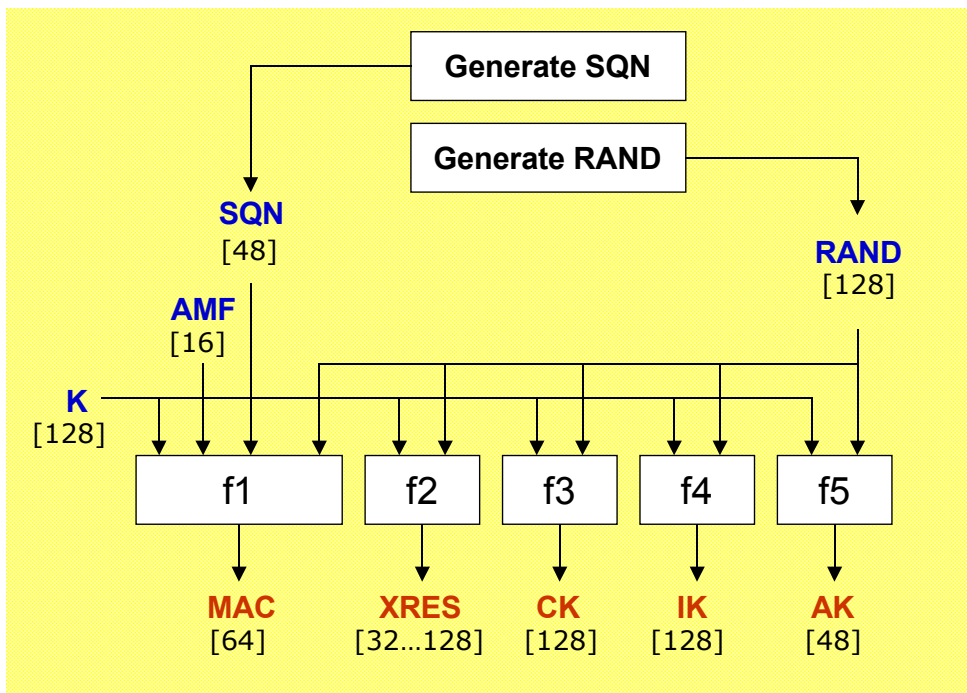 Generate SQN
Generate RAND
SQN
[48]
RAND
[128]
AMF
[16]
K
[128]
f1
f2
f3
f4
f5
MAC
XRES
CK
IK
AK
[64]
[32...128]
[128]
[128]
[48]